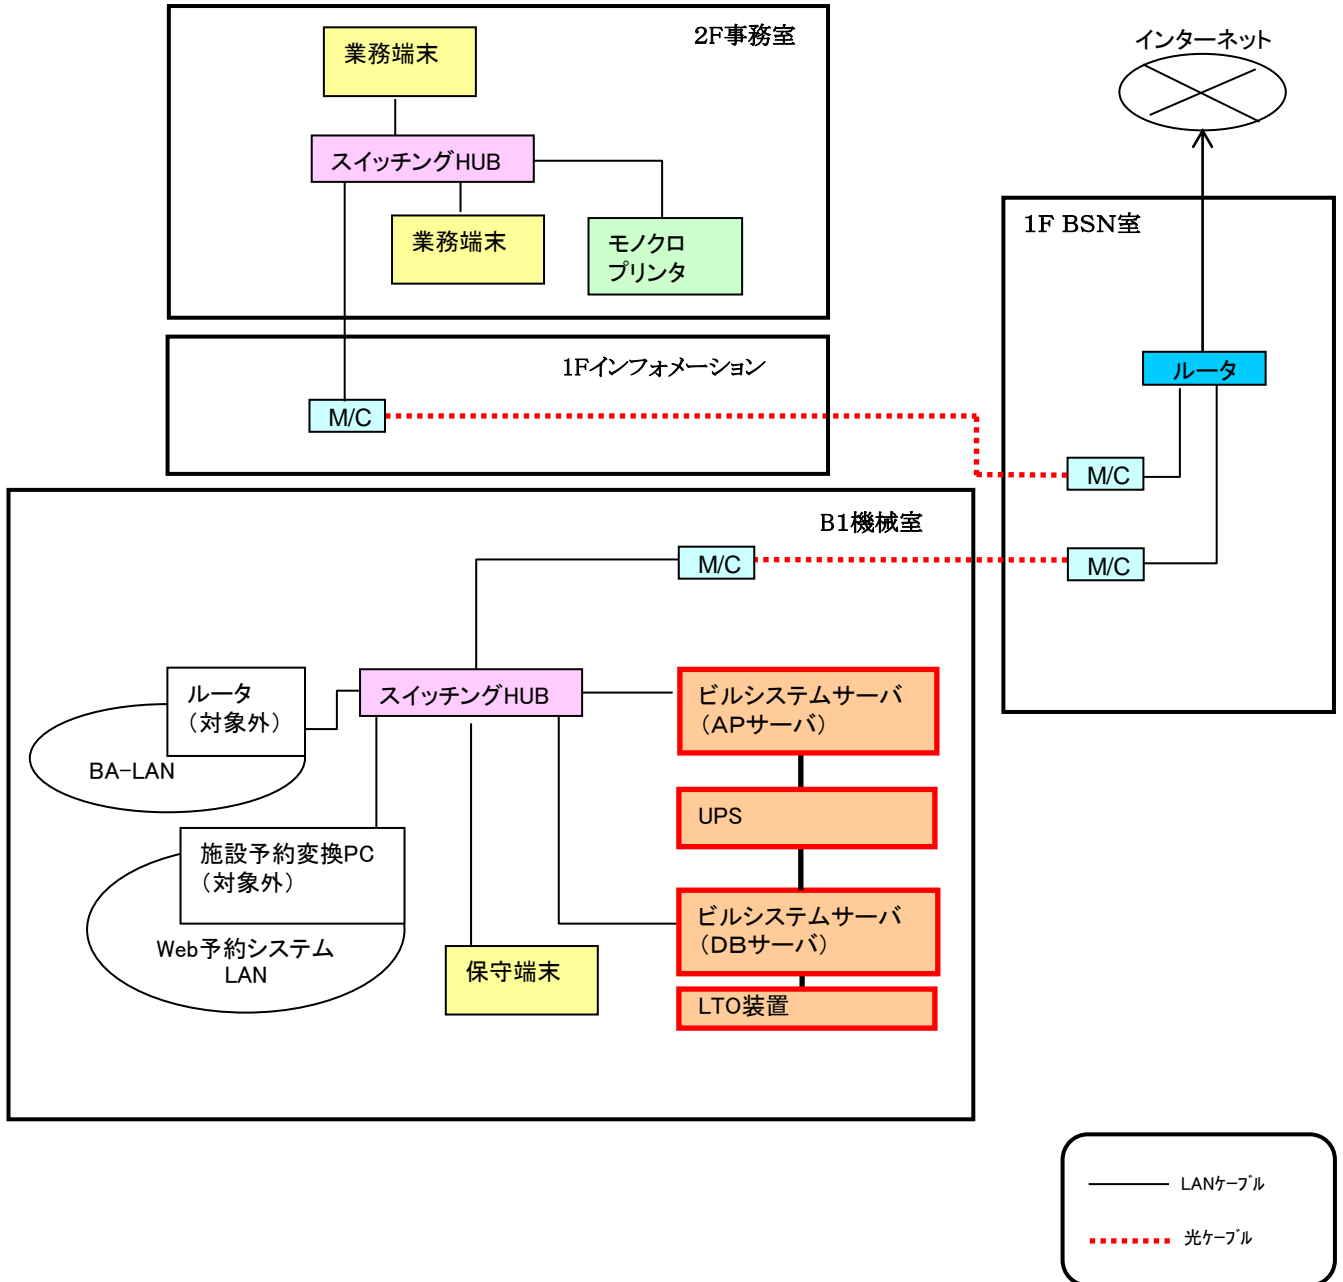 2F事務室
業務端末
スイッチングHUB
業務端末
モノクロ
プリンタ
インターネット
1F BSN室
ルータ
M/C
M/C
1Fインフォメーション
M/C
B1機械室
M/C
ルータ
（対象外）
BA-LAN
スイッチングHUB
ビルシステムサーバ
（APサーバ）
UPS
施設予約変換PC
（対象外）
Web予約システム
LAN
保守端末
ビルシステムサーバ
（DBサーバ）
LTO装置
LANｹｰﾌﾞﾙ
光ｹｰﾌﾞﾙ